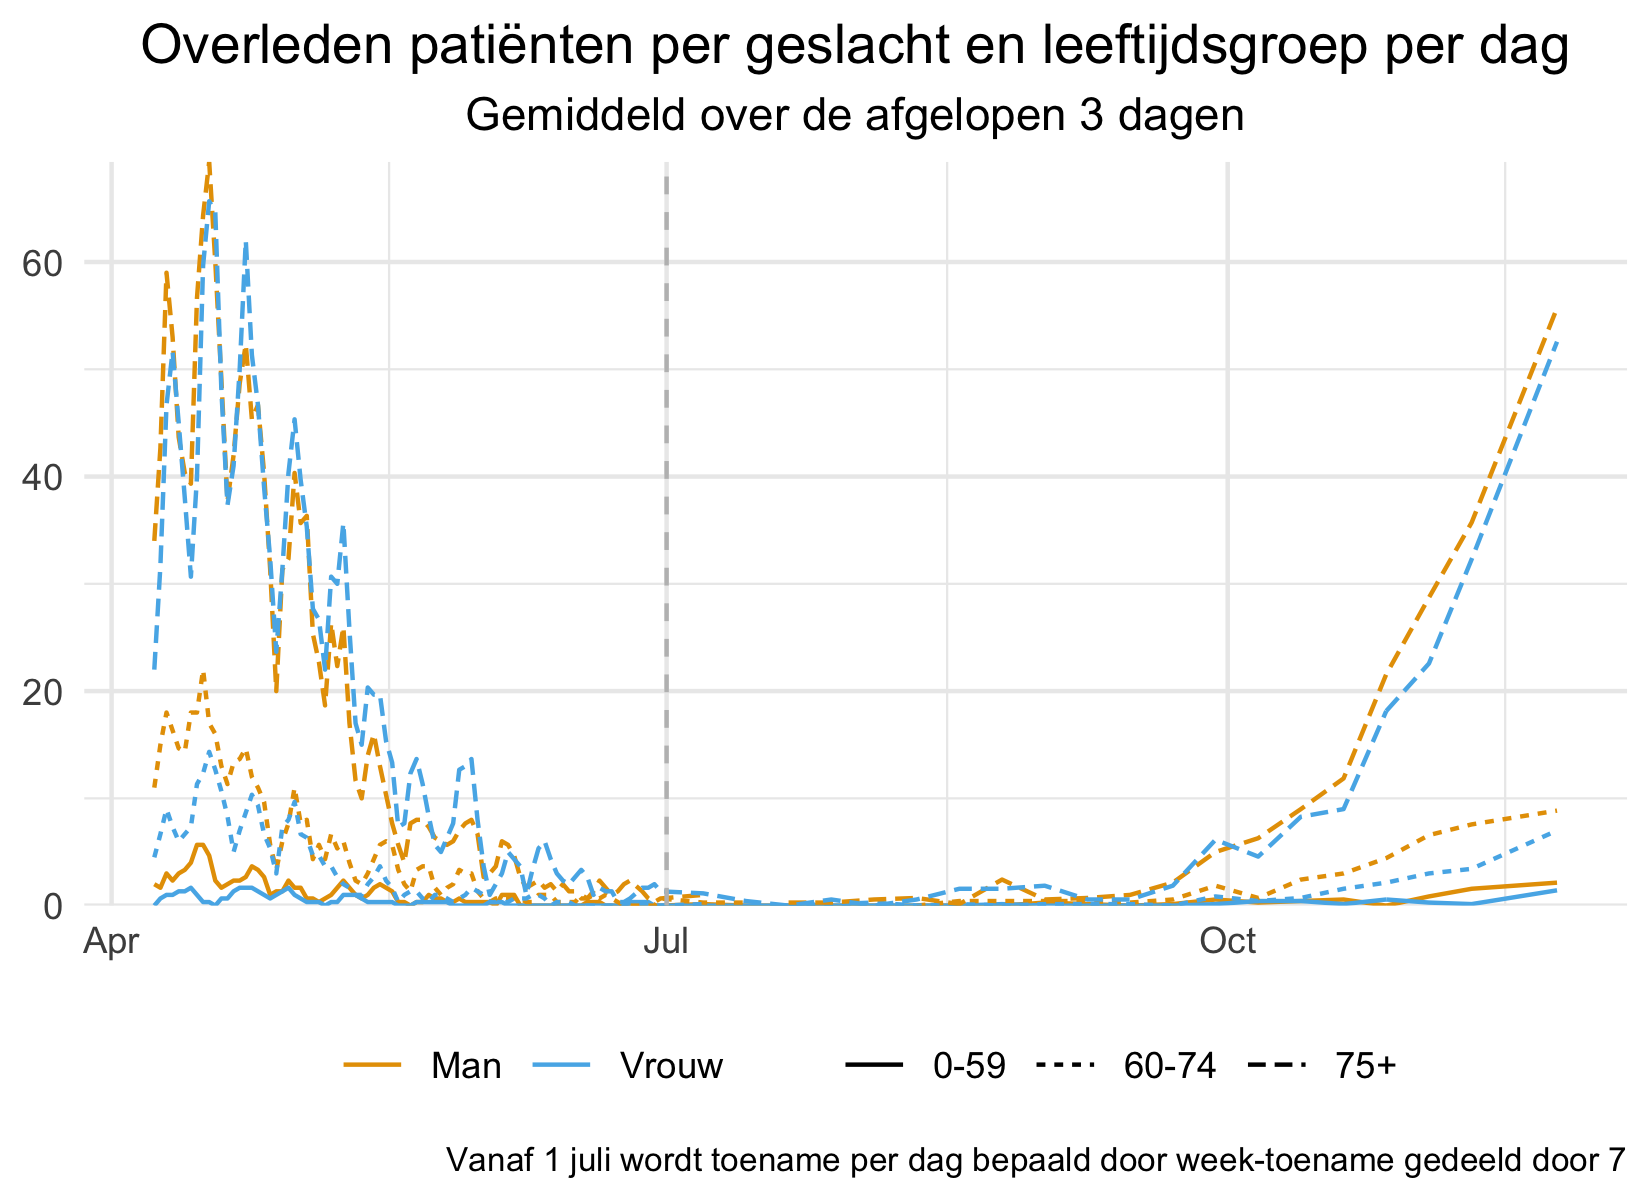 Overleden patiënten per geslacht en leeftijdsgroep per dag
Gemiddeld over de afgelopen 3 dagen
60
40
20
0
Apr Jul Oct
Man Vrouw 0-59 60-74 75+
Vanaf 1 juli wordt toename per dag bepaald door week-toename gedeeld door 7